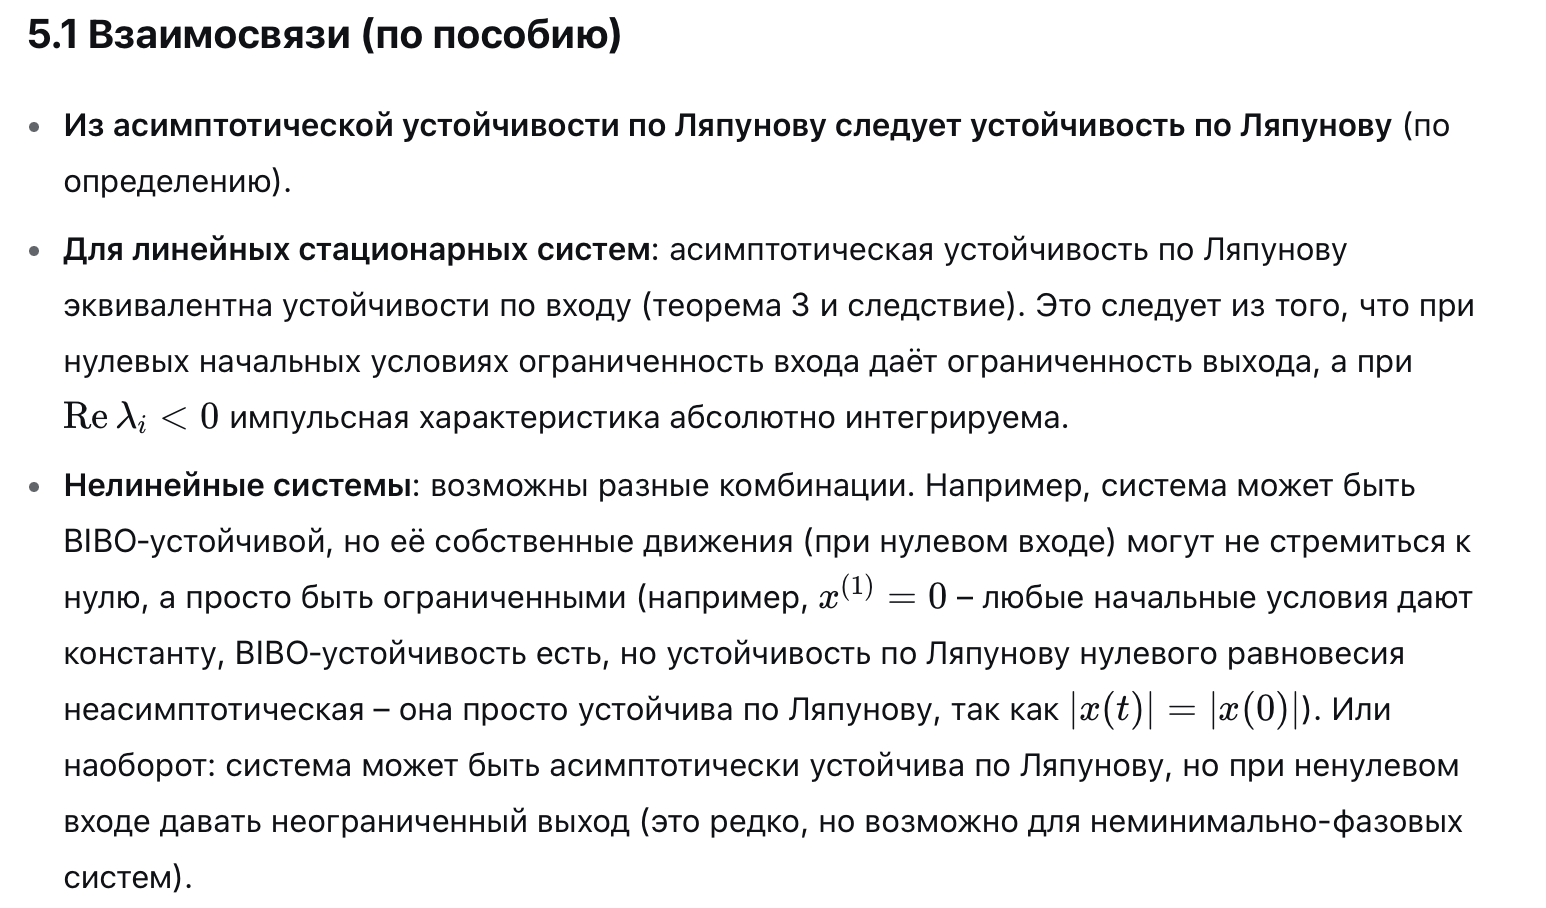 5.1 Взаимосвязи (по пособию)
• Из асимптотической устойчивости по Ляпунову следует устойчивость по Ляпунову (по
определению).
• Для линейных стационарных систем: асимптотическая устойчивость по Ляпунову
эквивалентна устойчивости по входу (теорема 3 и следствие). Это следует из того, что при
нулевых начальных условиях ограниченность входа даёт ограниченность выхода, а при
Re λᵢ < 0 импульсная характеристика абсолютно интегрируема.
• Нелинейные системы: возможны разные комбинации. Например, система может быть
BIBO-устойчивой, но её собственные движения (при нулевом входе) могут не стремиться к
нулю, а просто быть ограниченными (например, x⁽¹⁾ = 0 – любые начальные условия дают
константу, BIBO-устойчивость есть, но устойчивость по Ляпунову нулевого равновесия
неасимптотическая – она просто устойчива по Ляпунову, так как |x(t)| = |x(0)|). Или
наоборот: система может быть асимптотически устойчива по Ляпунову, но при ненулевом
входе давать неограниченный выход (это редко, но возможно для неминимально-фазовых
систем).